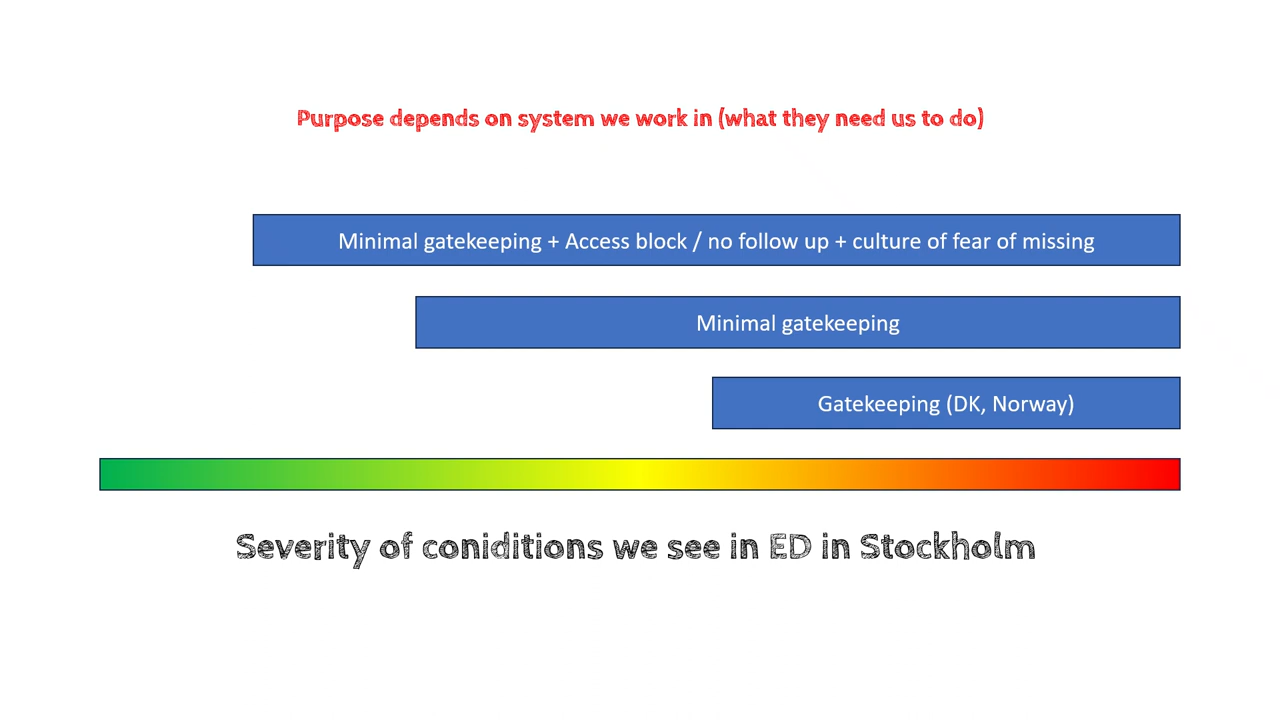 Purpose depends on system we work in (what they need us to do)
Minimal gatekeeping + Access block / no follow up + culture of fear of missing
Minimal gatekeeping
Gatekeeping (DK, Norway)
Severity of coniditions we see in ED in Stockholm